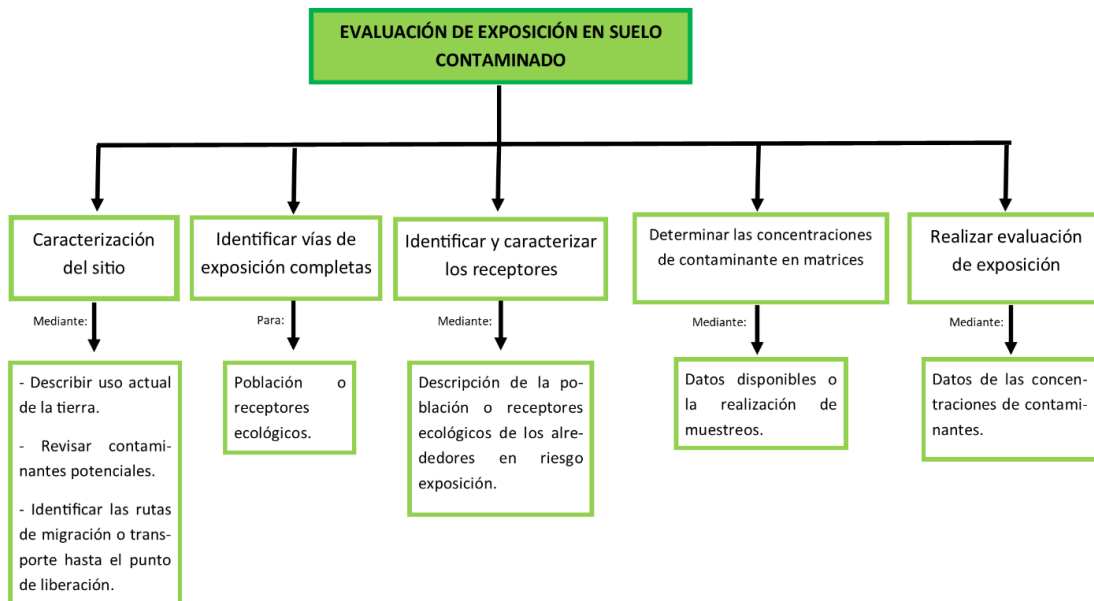 EVALUACIÓN DE EXPOSICIÓN EN SUELO
CONTAMINADO
Caracterización
del sitio
Identificar vías de
exposición completas
Identificar y caracterizar
los receptores
Determinar las concentraciones
de contaminante en matrices
Realizar evaluación
de exposición
Mediante:
Para:
Mediante:
Mediante:
Mediante:
- Describir uso actual
de la tierra.
- Revisar contami-
nantes potenciales.
- Identificar las rutas
de migración o trans-
porte hasta el punto
de liberación.
Población o
receptores
ecológicos.
Descripción de la po-
blación o receptores
ecológicos de los alre-
dedores en riesgo
exposición.
Datos disponibles o
la realización de
muestreos.
Datos de las concen-
traciones de contami-
nantes.